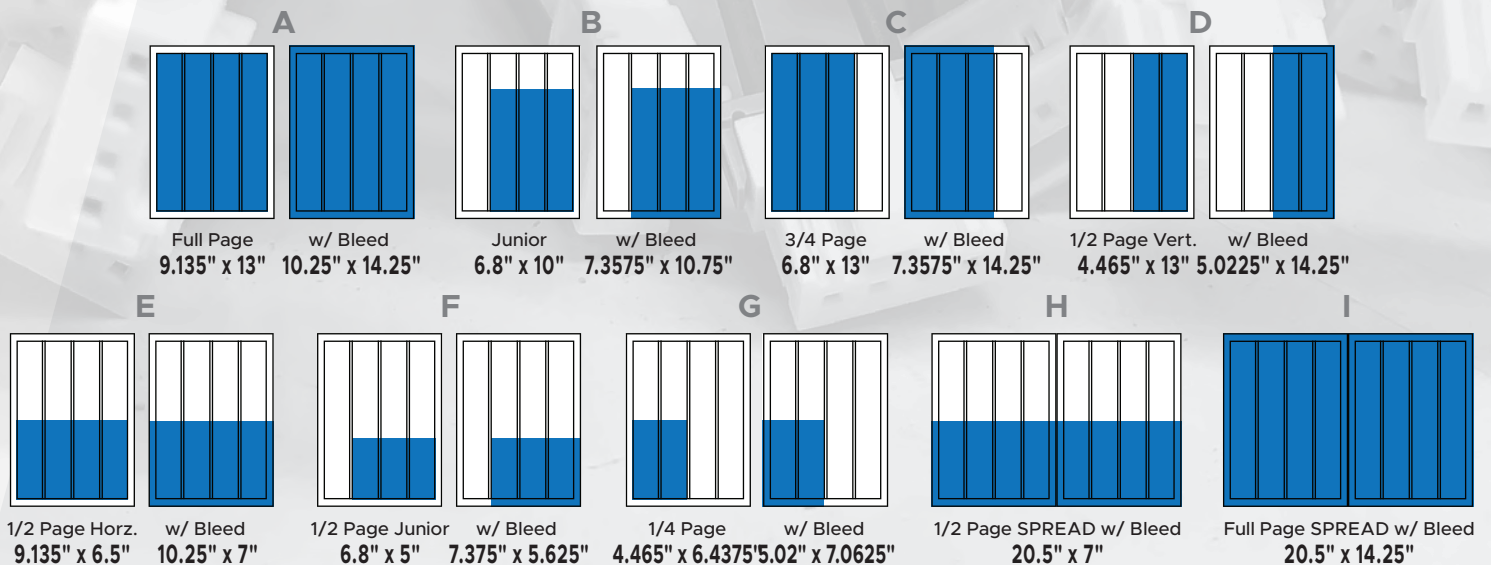 A B C D
Full Page w/ Bleed Junior w/ Bleed 3/4 Page w/ Bleed 1/2 Page Vert. w/ Bleed
9.135" x 13" 10.25" x 14.25" 6.8" x 10" 7.3575" x 10.75" 6.8" x 13" 7.3575" x 14.25" 4.465" x 13" 5.0225" x 14.25"
E F G H I
1/2 Page Horz. w/ Bleed 1/2 Page Junior w/ Bleed 1/4 Page w/ Bleed 1/2 Page SPREAD w/ Bleed Full Page SPREAD w/ Bleed
9.135" x 6.5" 10.25" x 7" 6.8" x 5" 7.375" x 5.625" 4.465" x 6.4375" 5.02" x 7.0625" 20.5" x 7" 20.5" x 14.25"